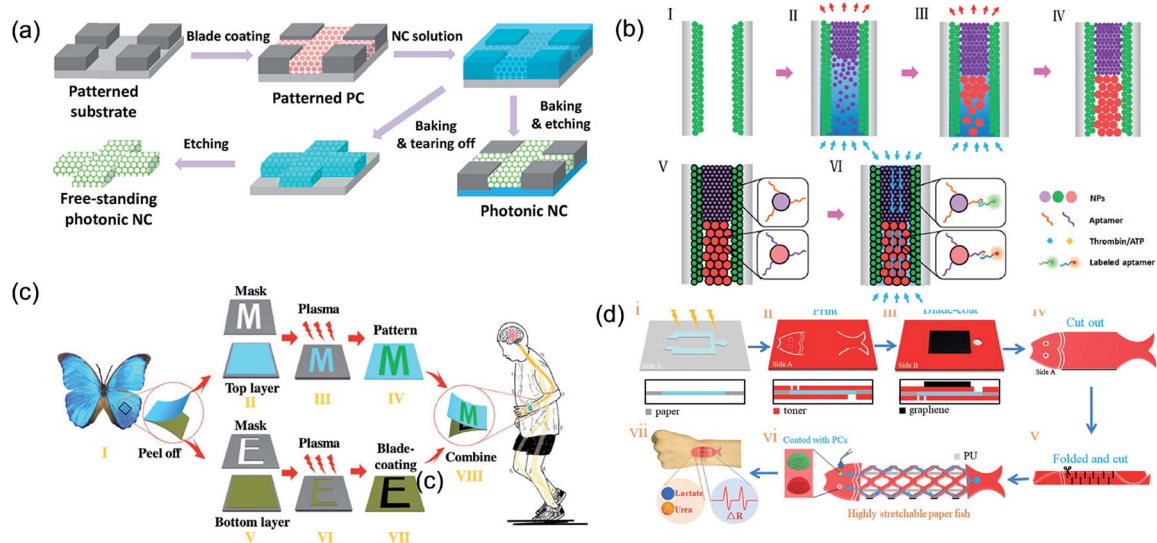 (a)
Blade coating
NC solution
Patterned
substrate
Patterned PC
Baking
& etching
Baking
& tearing off
Etching
Free-standing
photonic NC
Photonic NC
(b)
I
II
III
IV
V
VI
NPs
Aptamer
Thrombin/ATP
Labeled aptamer
(c)
Mask
M
Plasma
M
Pattern
M
Top layer
II
III
IV
I
Peel off
M
Combine
VIII
Mask
E
Plasma
E
Blade-
coating
E
(c)
Bottom layer
V
VI
VII
(d)
i
ii
Print
iii
Blade-coat
iv
Cut out
Side A
Side A
Side B
Side A
paper
toner
graphene
v
Folded and cut
vi
Coated with PCs
PU
Highly stretchable paper fish
vii
Lactate
Urea
△R